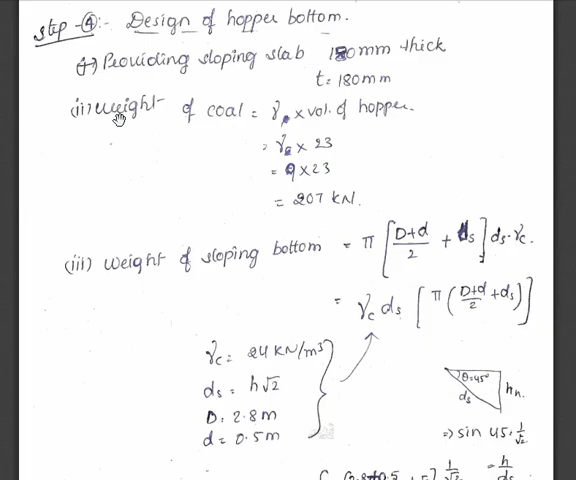 Step-④:- Design of hopper bottom.
(i) Providing sloping slab 180mm thick
t = 180mm
(ii) weight of coal = γ × vol. of hopper.
= γ × 23
= 9 × 23
= 207 KN.
(iii) Weight of sloping bottom = π [D+d/2 + ds] ds·γc.
= γc ds [π (D+d/2 + ds)]
γc = 24 KN/m³
ds = h√2
D = 2.8m
d = 0.5m
θ=45°
hn.
ds
⇒ sin 45 = 1/√2
= h/ds